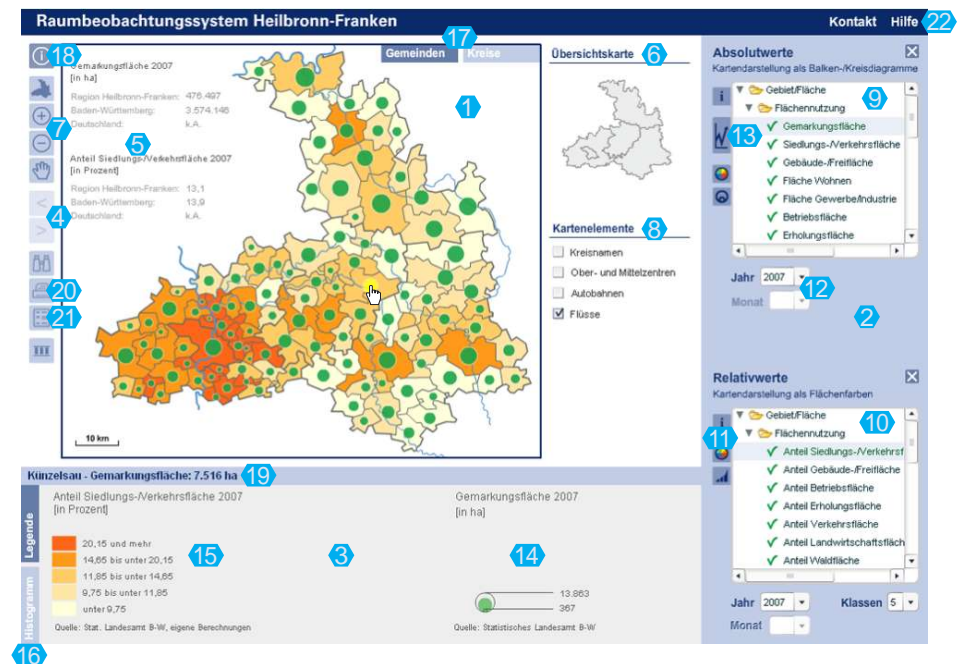 Raumbeobachtungssystem Heilbronn-Franken
Kontakt Hilfe 22
17
18
Gemeinden Kreise
Gemarkungsfläche 2007
[in ha]
Region Heilbronn-Franken: 476.497
Baden-Württemberg: 3.574.146
Deutschland: k.A.
1
7
5
Anteil Siedlungs-/Verkehrsfläche 2007
[in Prozent]
Region Heilbronn-Franken: 13,1
Baden-Württemberg: 13,9
Deutschland: k.A.
<
4
>
20
21
10 km
Übersichtskarte 6
Kartenelemente 8
Kreisnamen
Ober- und Mittelzentren
Autobahnen
Flüsse
Absolutwerte
Kartendarstellung als Balken-/Kreisdiagramme
Gebiet/Fläche
9
Flächennutzung
13
Gemarkungsfläche
Siedlungs-/Verkehrsfläche
Gebäude-/Freifläche
Fläche Wohnen
Fläche Gewerbe/Industrie
Betriebsfläche
Erholungsfläche
Jahr 2007
12
Monat
2
Relativwerte
Kartendarstellung als Flächenfarben
Gebiet/Fläche
10
Flächennutzung
11
Anteil Siedlungs-/Verkehrsf
Anteil Gebäude-/Freifläche
Anteil Betriebsfläche
Anteil Erholungsfläche
Anteil Verkehrsfläche
Anteil Landwirtschaftsfläch
Anteil Waldfläche
Jahr 2007 Klassen 5
Monat
Künzelsau - Gemarkungsfläche: 7.516 ha 19
Legende
Histogramm
16
Anteil Siedlungs-/Verkehrsfläche 2007
[in Prozent]
20,15 und mehr
14,65 bis unter 20,15
11,85 bis unter 14,65
9,75 bis unter 11,85
unter 9,75
15
Quelle: Stat. Landesamt B-W, eigene Berechnungen
3
Gemarkungsfläche 2007
[in ha]
14
13.863
367
Quelle: Statistisches Landesamt B-W